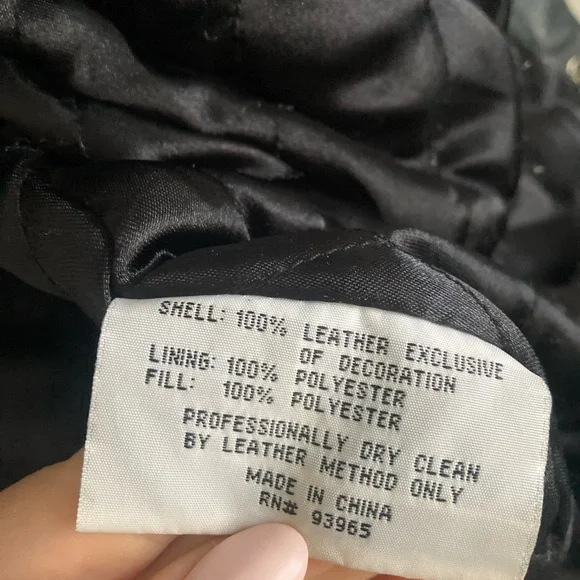 SHELL: 100% LEATHER EXCLUSIVE
OF DECORATION
LINING: 100% POLYESTER
FILL: 100% POLYESTER
PROFESSIONALLY DRY CLEAN
BY LEATHER METHOD ONLY
MADE IN CHINA
RN# 93965